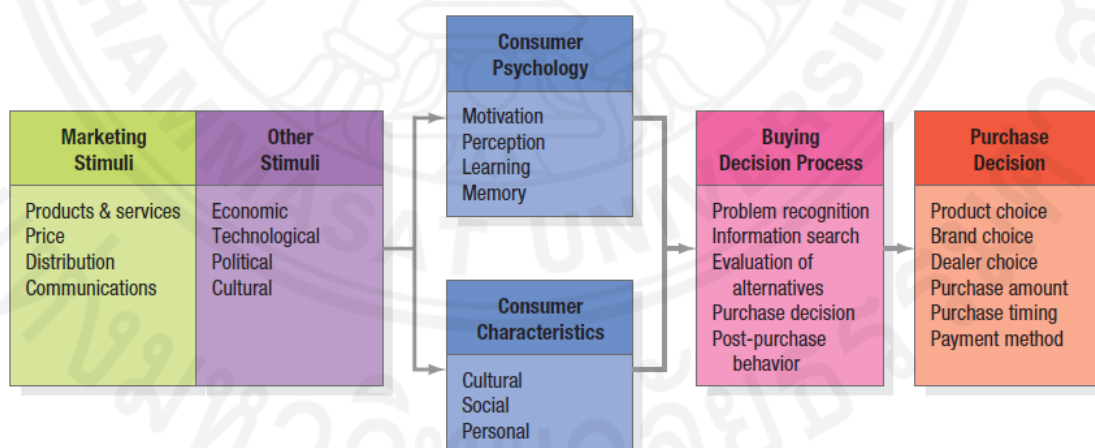 Marketing
Stimuli
Products & services
Price
Distribution
Communications
Other
Stimuli
Economic
Technological
Political
Cultural
Consumer
Psychology
Motivation
Perception
Learning
Memory
Consumer
Characteristics
Cultural
Social
Personal
Buying
Decision Process
Problem recognition
Information search
Evaluation of
alternatives
Purchase decision
Post-purchase
behavior
Purchase
Decision
Product choice
Brand choice
Dealer choice
Purchase amount
Purchase timing
Payment method
THAMMASAT UNIVERSITY